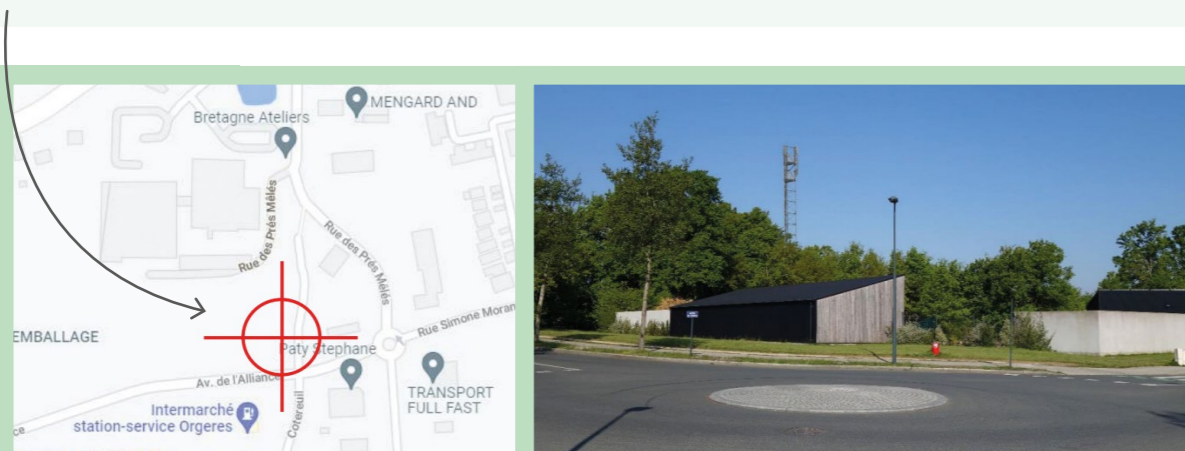 MENGARD AND
Bretagne Ateliers
Rue des Prés Mêlés
Rue des Prés Mêlés
EMBALLAGE
Rue Simone Moran
Paty Stephane
Av. de l'Alliance
TRANSPORT
FULL FAST
Intermarché
station-service Orgeres
Cotereuil
ce